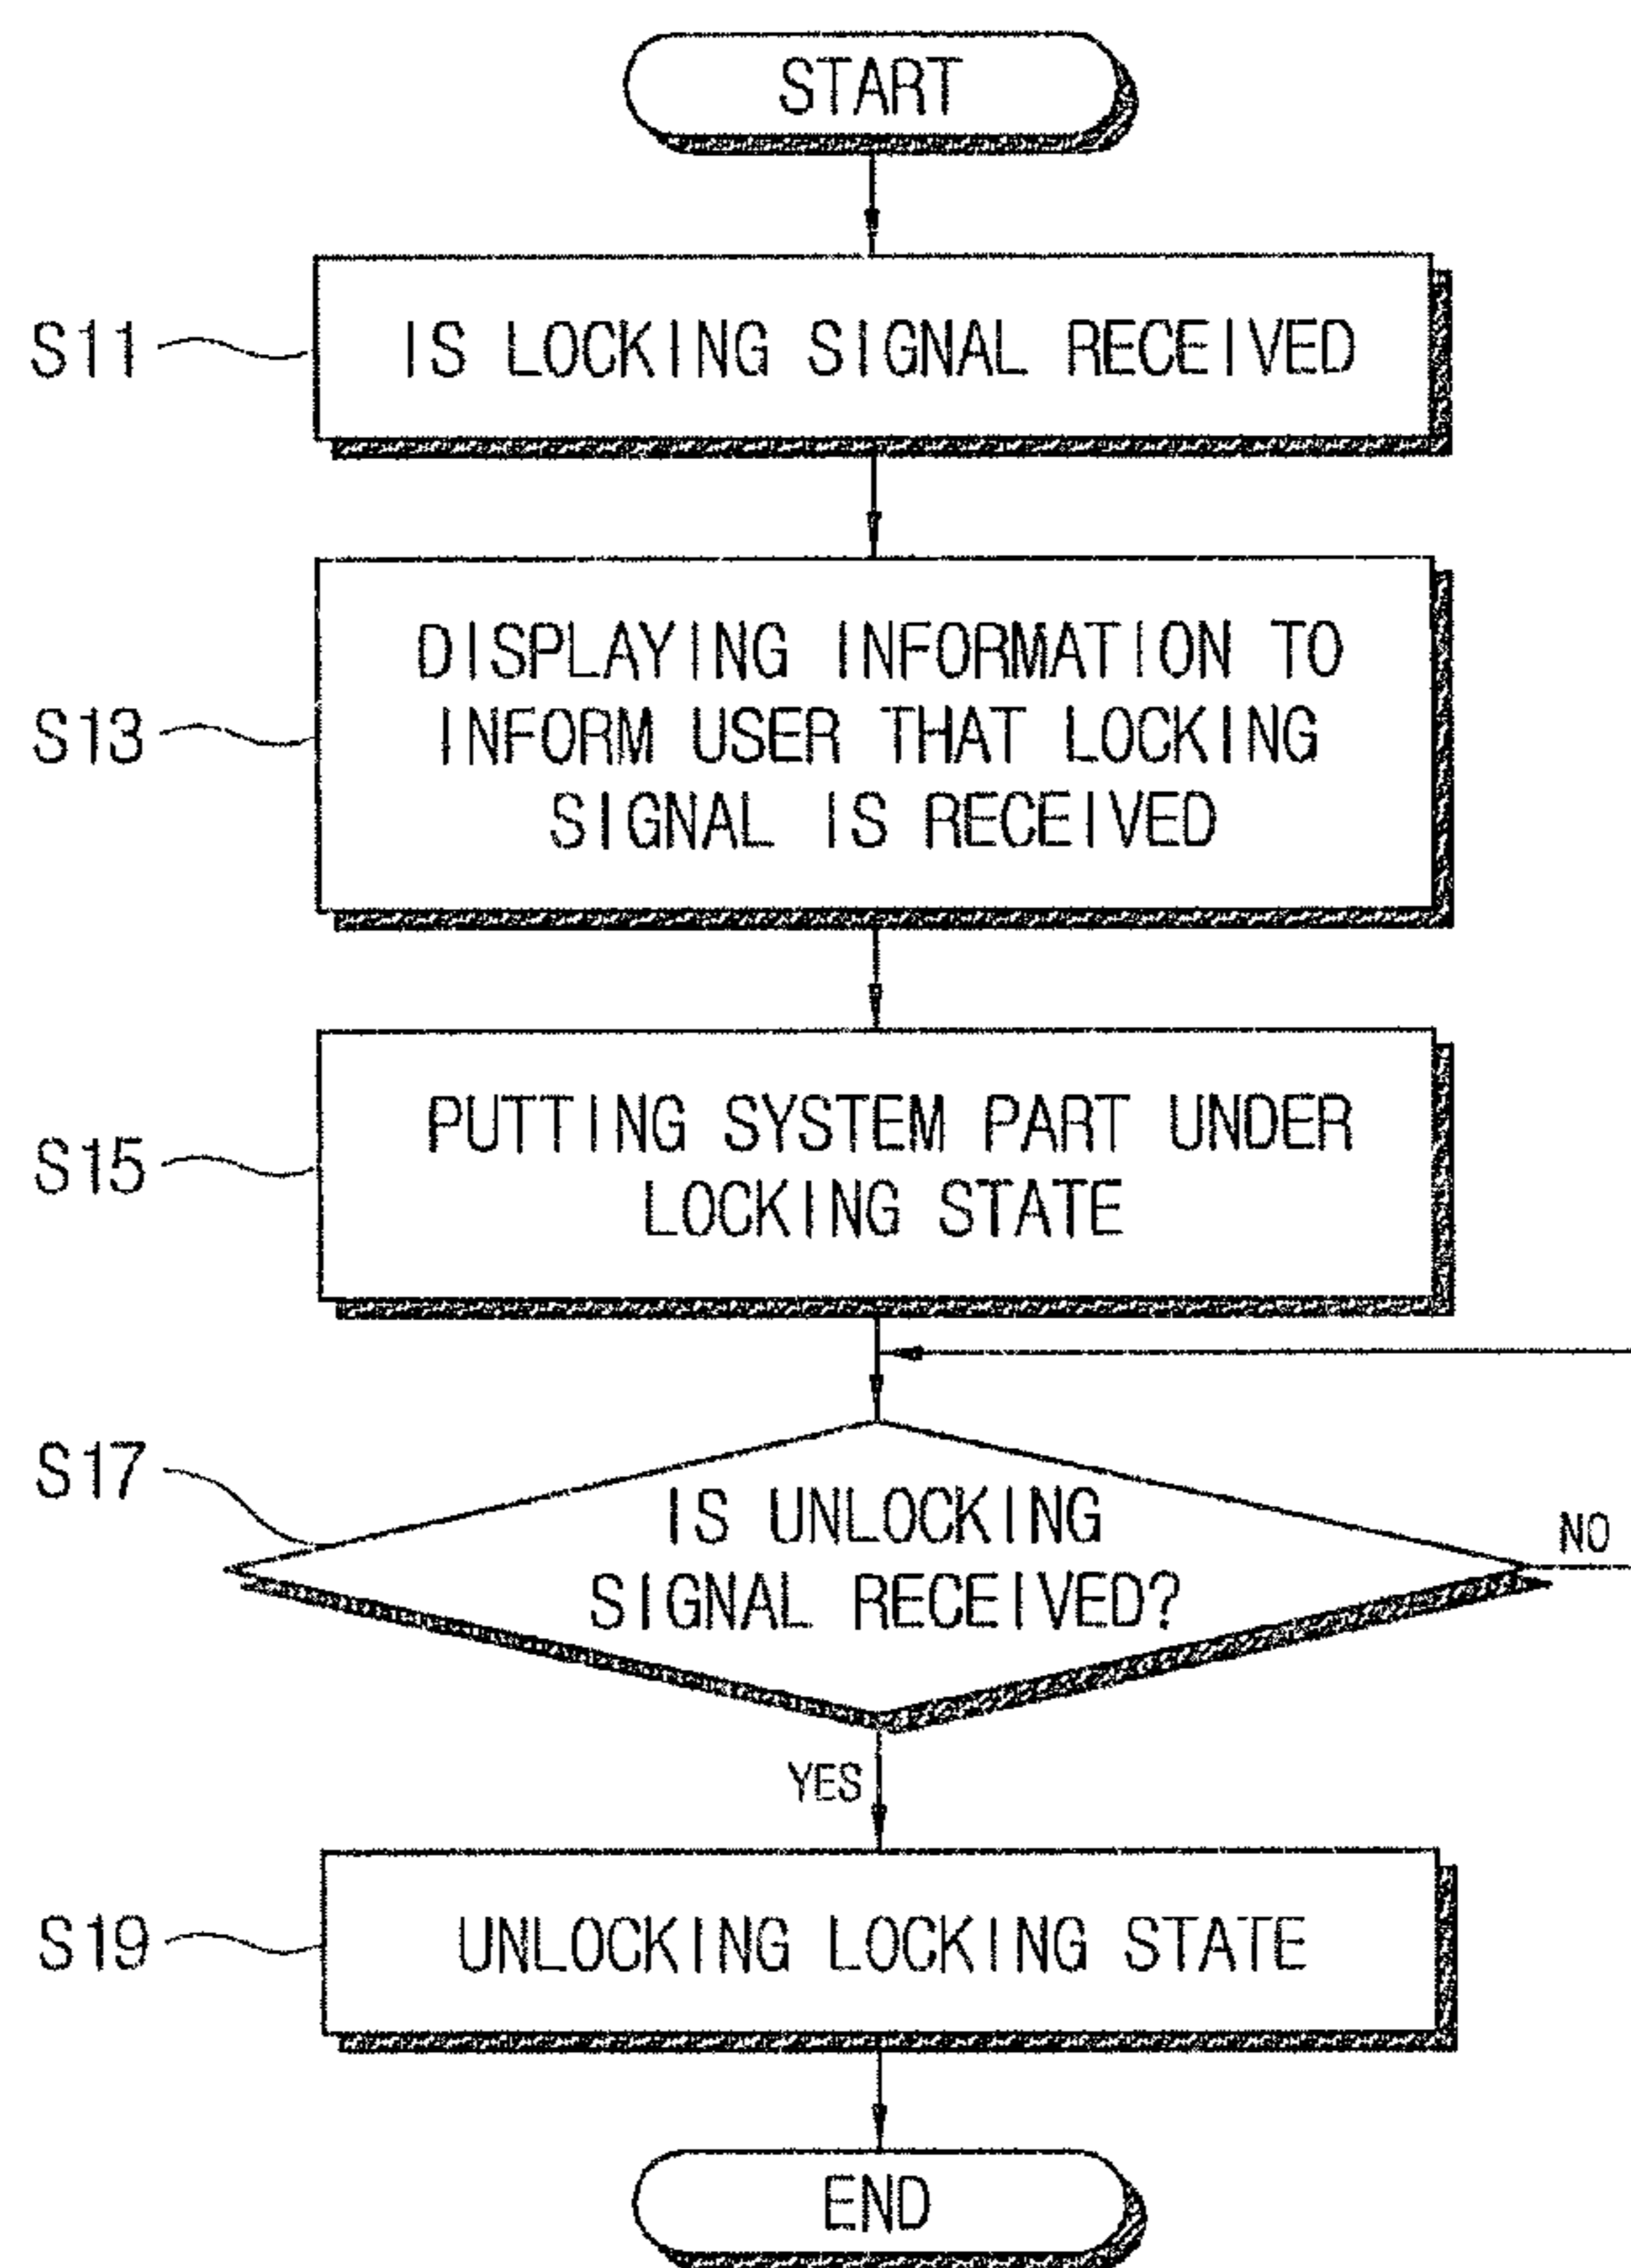 START
S11
IS LOCKING SIGNAL RECEIVED
S13
DISPLAYING INFORMATION TO
INFORM USER THAT LOCKING
SIGNAL IS RECEIVED
S15
PUTTING SYSTEM PART UNDER
LOCKING STATE
S17
IS UNLOCKING
SIGNAL RECEIVED?
NO
YES
S19
UNLOCKING LOCKING STATE
END